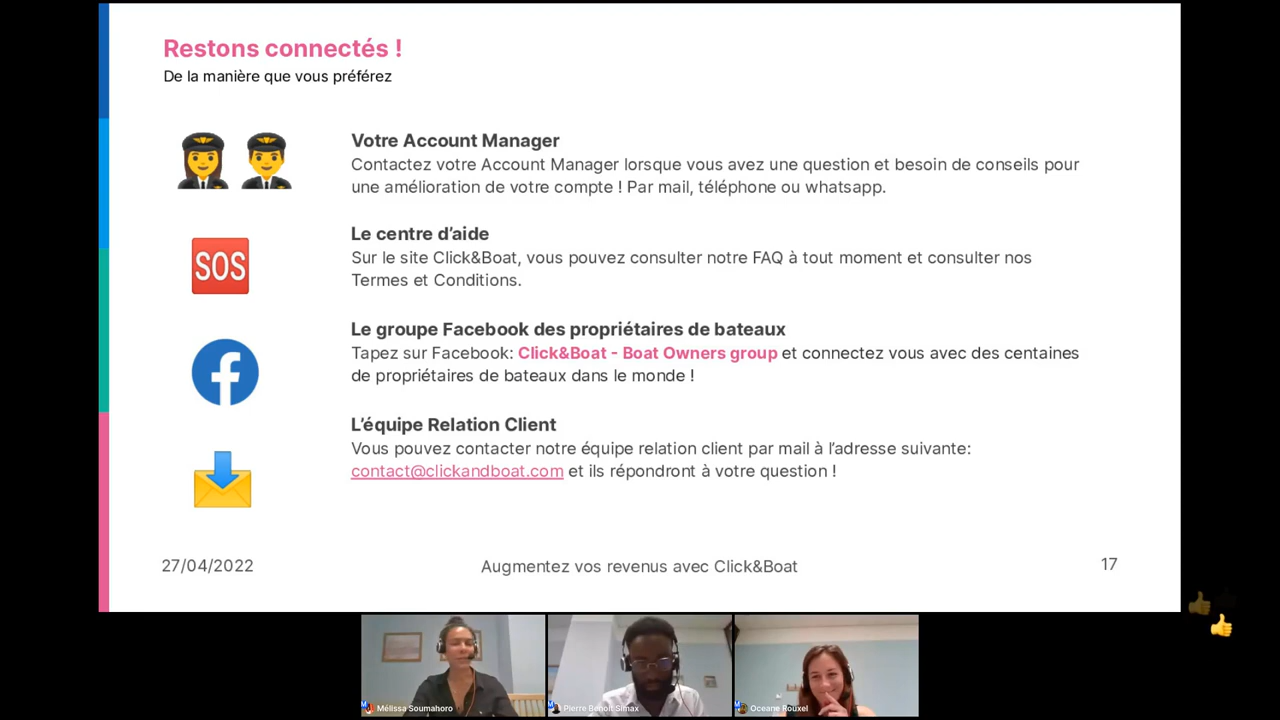 Restons connectés !
De la manière que vous préférez
Votre Account Manager
Contactez votre Account Manager lorsque vous avez une question et besoin de conseils pour
une amélioration de votre compte ! Par mail, téléphone ou whatsapp.
SOS
Le centre d’aide
Sur le site Click&Boat, vous pouvez consulter notre FAQ à tout moment et consulter nos
Termes et Conditions.
Le groupe Facebook des propriétaires de bateaux
Tapez sur Facebook: Click&Boat - Boat Owners group et connectez vous avec des centaines
de propriétaires de bateaux dans le monde !
L’équipe Relation Client
Vous pouvez contacter notre équipe relation client par mail à l’adresse suivante:
contact@clickandboat.com et ils répondront à votre question !
27/04/2022
Augmentez vos revenus avec Click&Boat
17
Mélissa Soumahoro
Pierre Benoit Simax
Oceane Rouxel